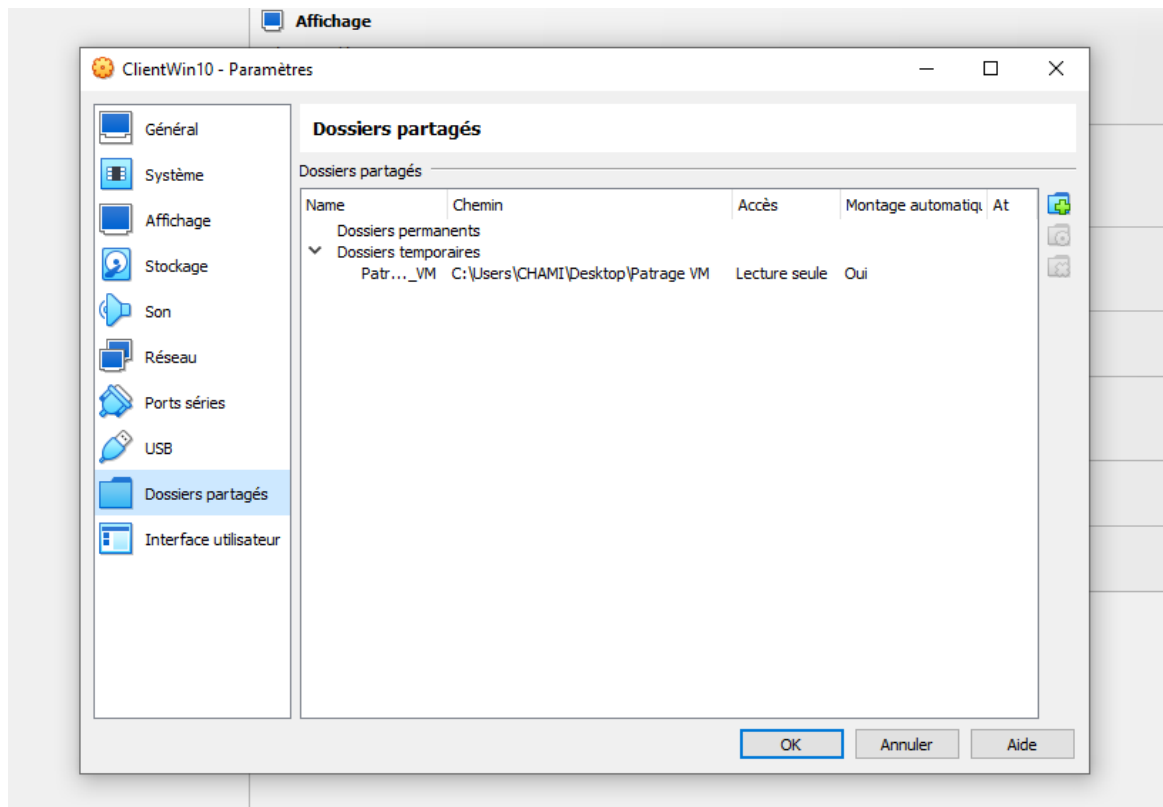 Affichage
ClientWin10 - Paramètres
Général
Système
Affichage
Stockage
Son
Réseau
Ports séries
USB
Dossiers partagés
Interface utilisateur
Dossiers partagés
Dossiers partagés
Name Chemin Accès Montage automatiq At
Dossiers permanents
Dossiers temporaires
Patr..._VM C:\Users\CHAMI\Desktop\Patrage VM Lecture seule Oui
OK Annuler Aide